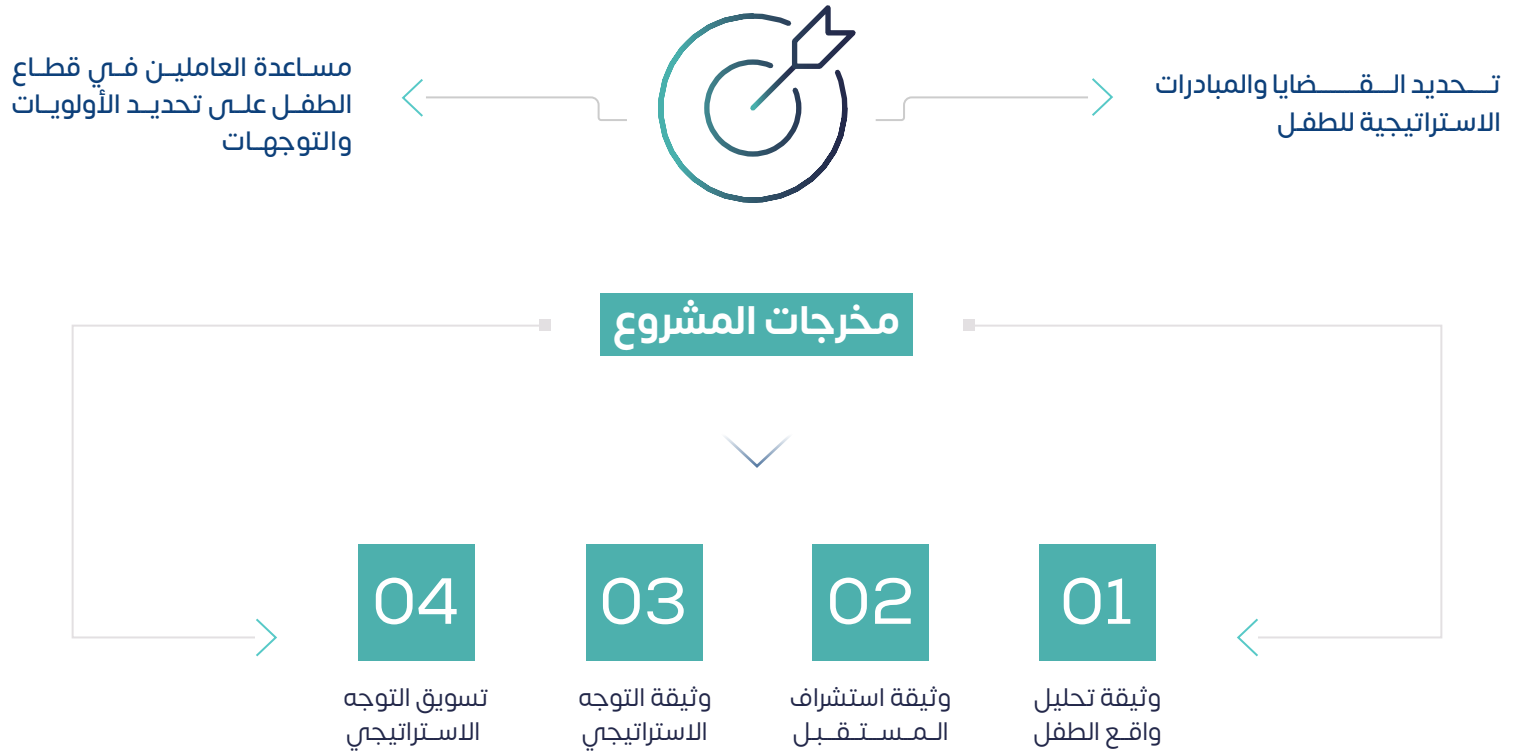 تحديد القضايا والمبادرات
الاستراتيجية للطفل
مساعدة العاملين في قطاع
الطفل على تحديد الأولويات
والتوجهات
مخرجات المشروع
01
وثيقة تحليل
واقع الطفل
02
وثيقة استشراف
المستقبل
03
وثيقة التوجه
الاستراتيجي
04
تسويق التوجه
الاستراتيجي